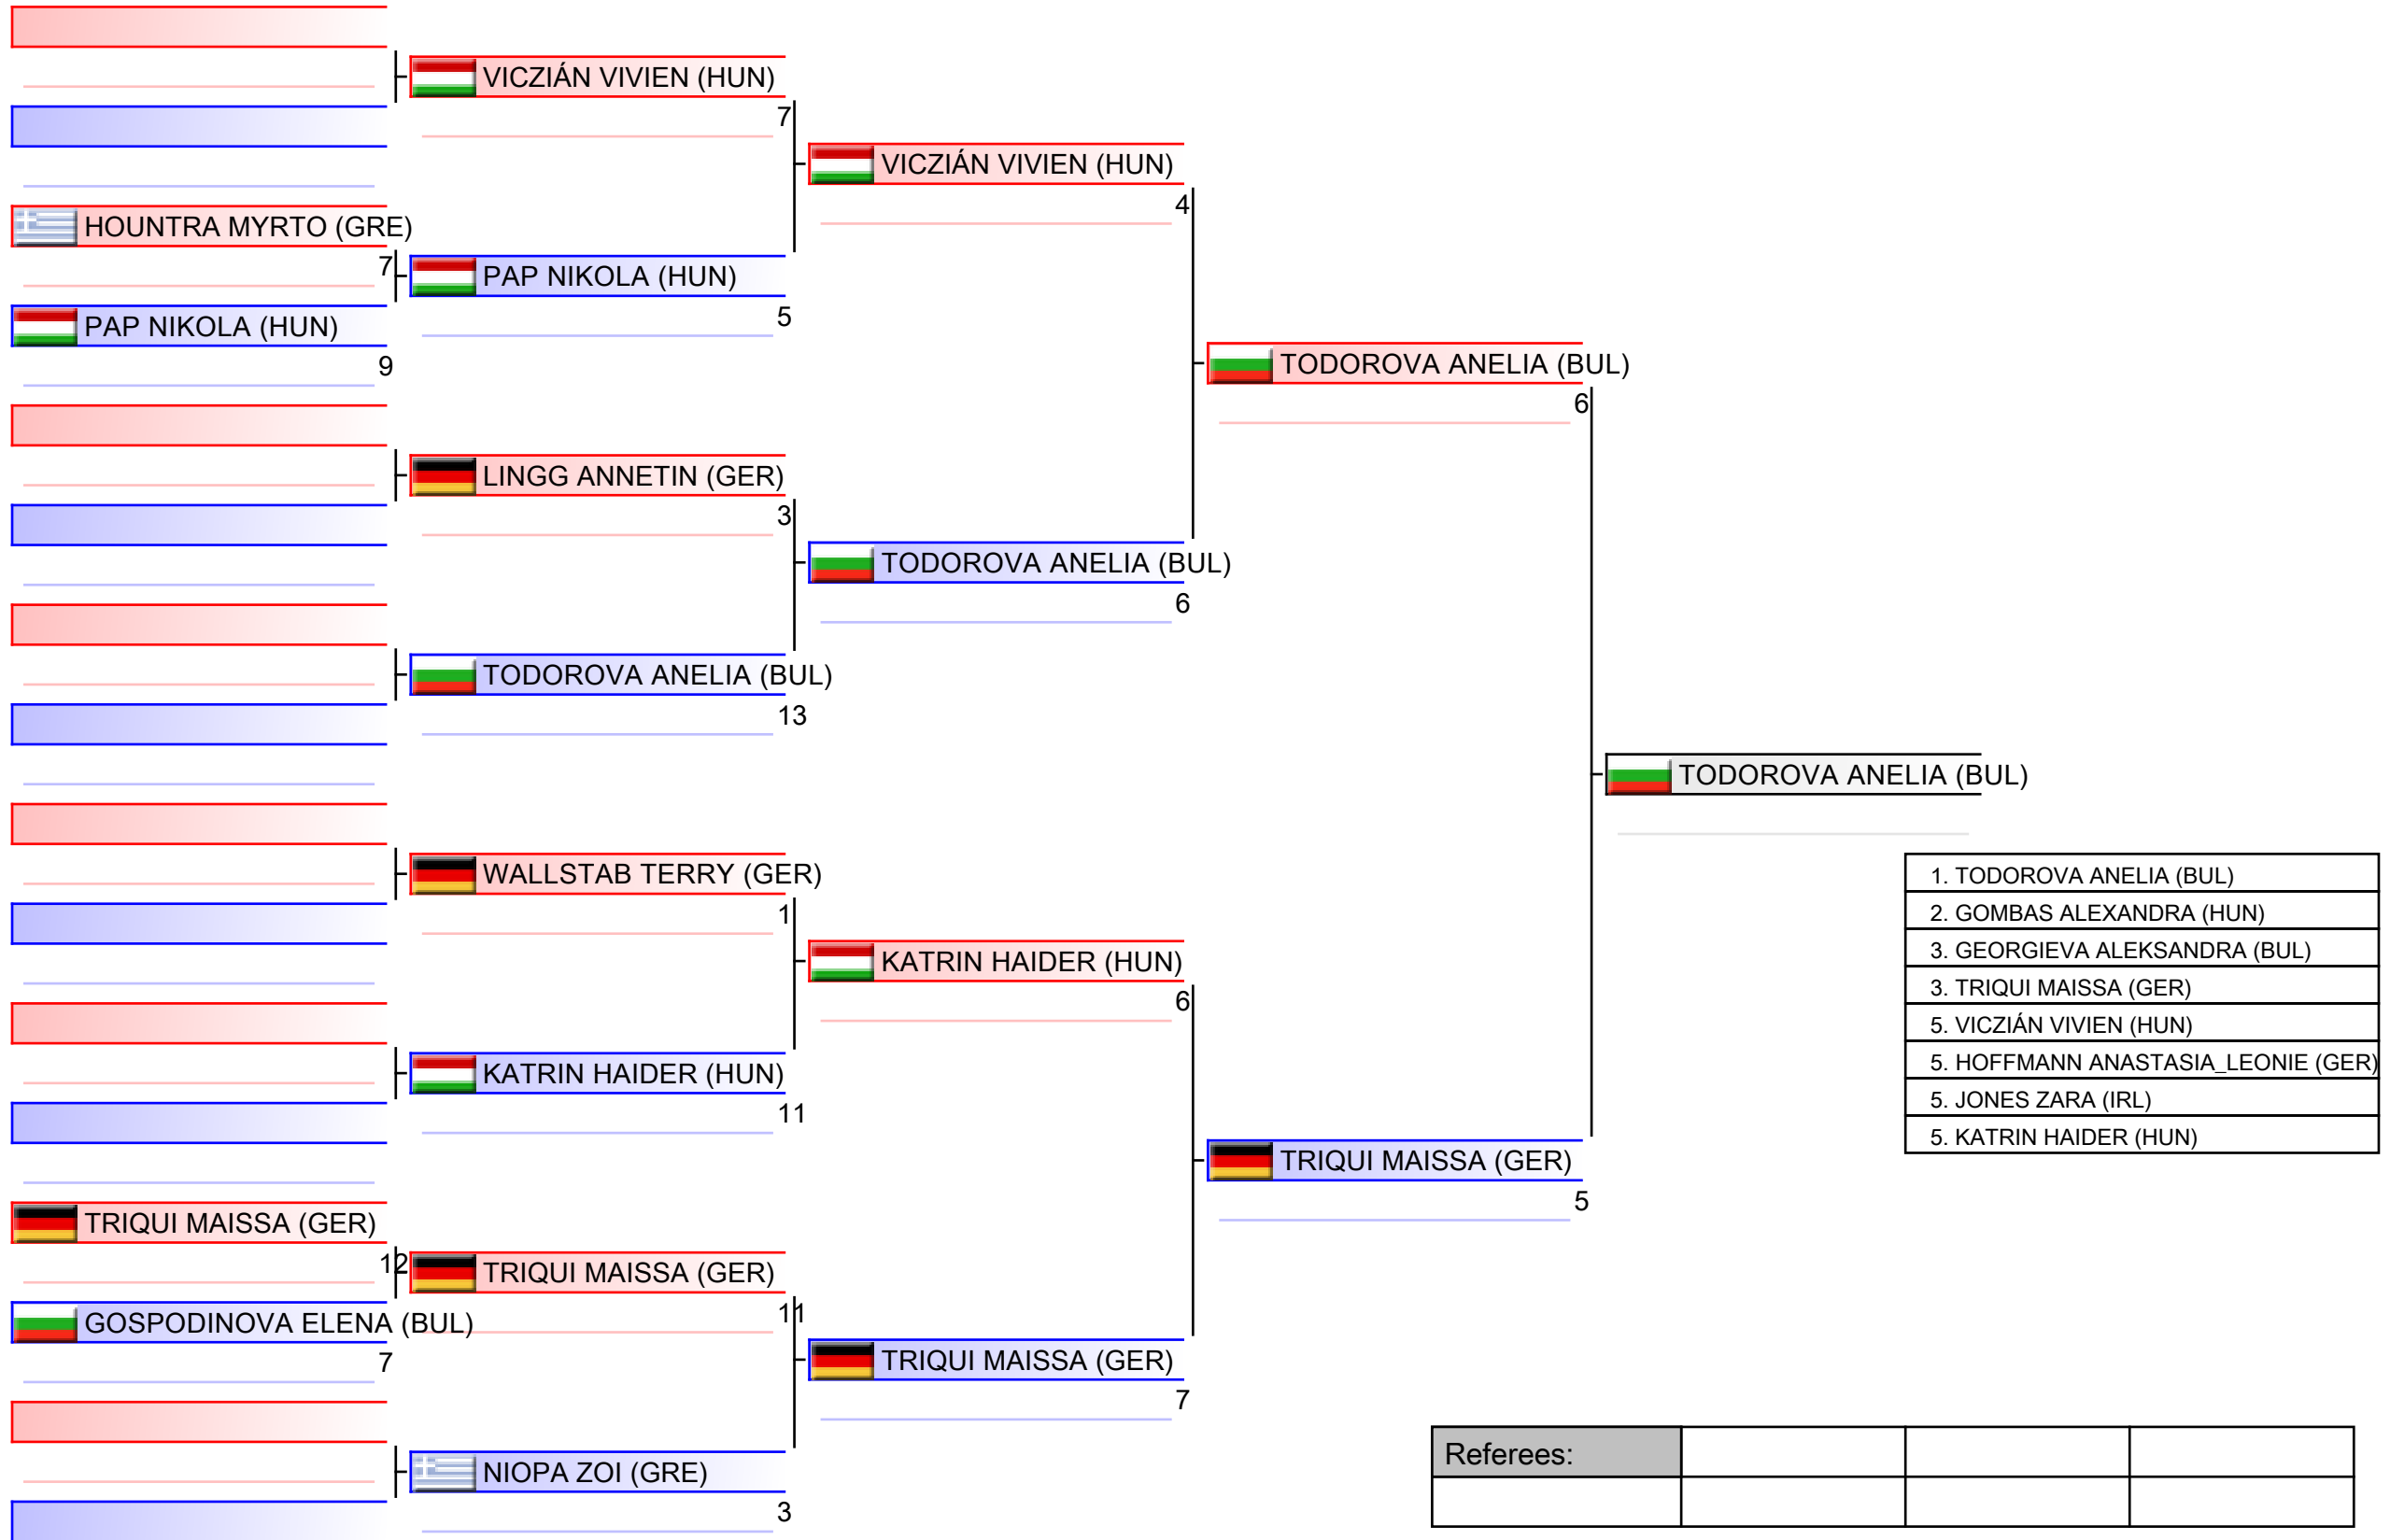 VICZIÁN VIVIEN (HUN)
7
VICZIÁN VIVIEN (HUN)
4
HOUNTRA MYRTO (GRE)
7
PAP NIKOLA (HUN)
5
PAP NIKOLA (HUN)
9
TODOROVA ANELIA (BUL)
6
LINGG ANNETIN (GER)
3
TODOROVA ANELIA (BUL)
6
TODOROVA ANELIA (BUL)
13
TODOROVA ANELIA (BUL)
WALLSTAB TERRY (GER)
1
KATRIN HAIDER (HUN)
6
KATRIN HAIDER (HUN)
11
TRIQUI MAISSA (GER)
5
TRIQUI MAISSA (GER)
12
TRIQUI MAISSA (GER)
11
GOSPODINOVA ELENA (BUL)
7
TRIQUI MAISSA (GER)
7
NIOPA ZOI (GRE)
3
1. TODOROVA ANELIA (BUL)
2. GOMBAS ALEXANDRA (HUN)
3. GEORGIEVA ALEKSANDRA (BUL)
3. TRIQUI MAISSA (GER)
5. VICZIÁN VIVIEN (HUN)
5. HOFFMANN ANASTASIA_LEONIE (GER)
5. JONES ZARA (IRL)
5. KATRIN HAIDER (HUN)
Referees: